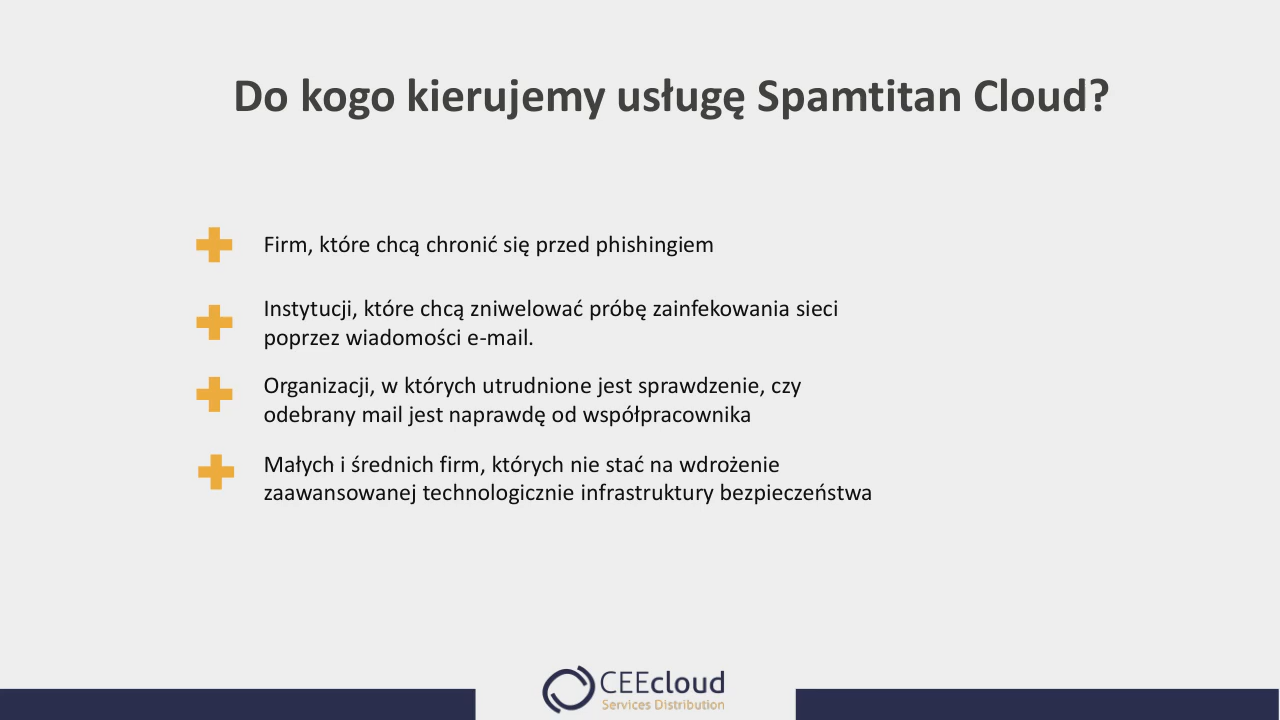 Do kogo kierujemy usługę Spamtitan Cloud?
Firm, które chcą chronić się przed phishingiem
Instytucji, które chcą zniwelować próbę zainfekowania sieci
poprzez wiadomości e-mail.
Organizacji, w których utrudnione jest sprawdzenie, czy
odebrany mail jest naprawdę od współpracownika
Małych i średnich firm, których nie stać na wdrożenie
zaawansowanej technologicznie infrastruktury bezpieczeństwa
CEEcloud
Services Distribution